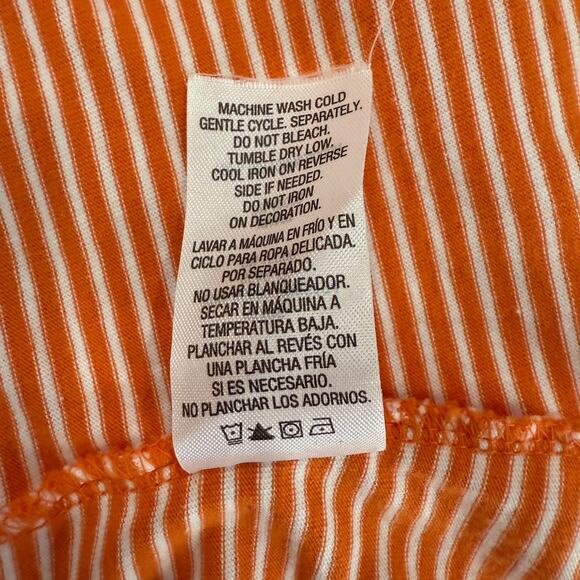 MACHINE WASH COLD
GENTLE CYCLE. SEPARATELY.
DO NOT BLEACH.
TUMBLE DRY LOW.
COOL IRON ON REVERSE
SIDE IF NEEDED.
DO NOT IRON
ON DECORATION.
LAVAR A MÁQUINA EN FRÍO Y EN
CICLO PARA ROPA DELICADA.
POR SEPARADO.
NO USAR BLANQUEADOR.
SECAR EN MÁQUINA A
TEMPERATURA BAJA.
PLANCHAR AL REVÉS CON
UNA PLANCHA FRÍA
SI ES NECESARIO.
NO PLANCHAR LOS ADORNOS.